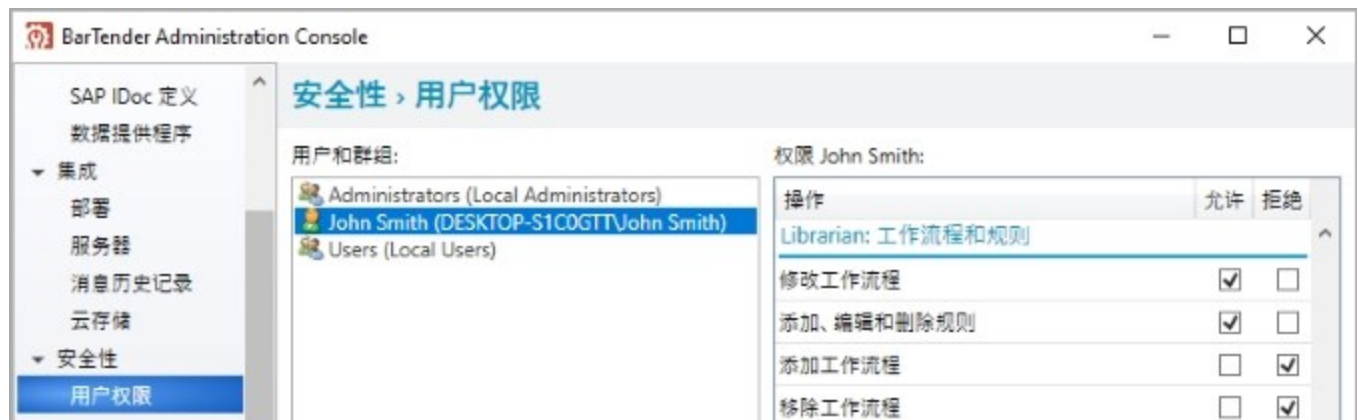 BarTender Administration Console
SAP IDoc 定义
数据提供程序
集成
部署
服务器
消息历史记录
云存储
安全性
用户权限
安全性 › 用户权限
用户和群组:
Administrators (Local Administrators)
John Smith (DESKTOP-S1C0GTT\John Smith)
Users (Local Users)
权限 John Smith:
操作 允许 拒绝
Librarian: 工作流程和规则
修改工作流程
添加、编辑和删除规则
添加工作流程
移除工作流程